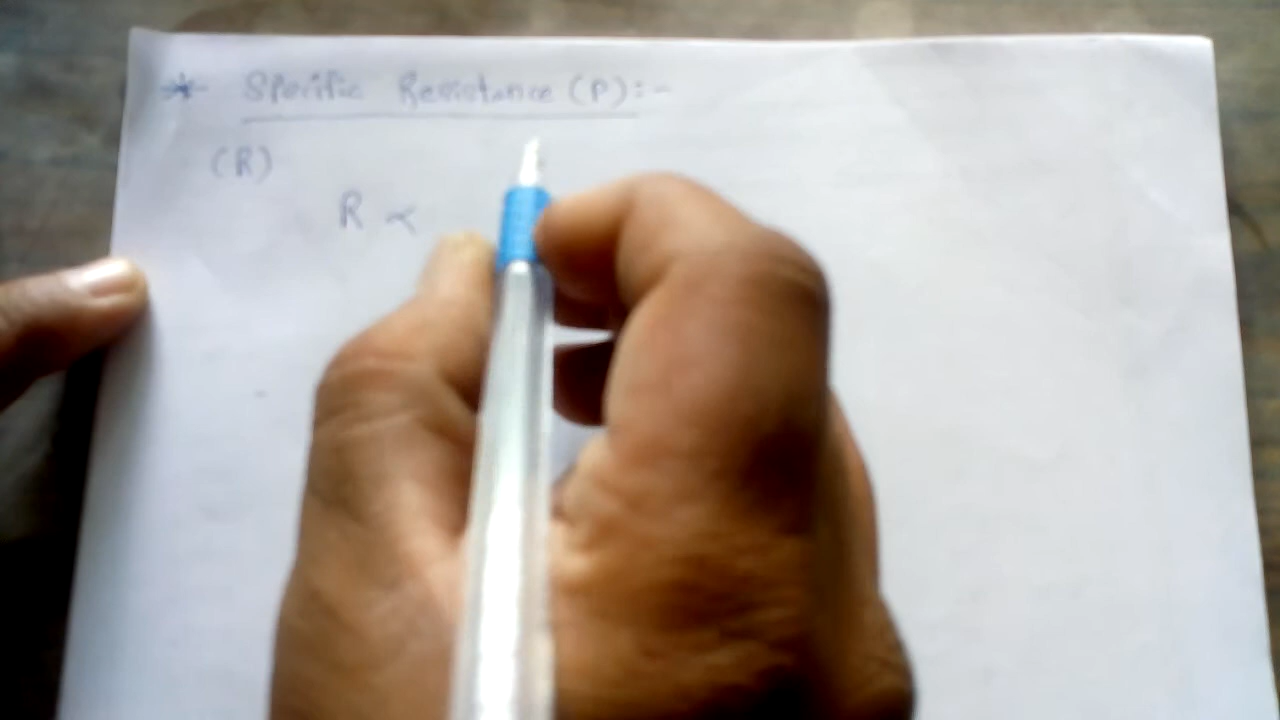 * Specific Resistance (P):-
(R)
R ∝